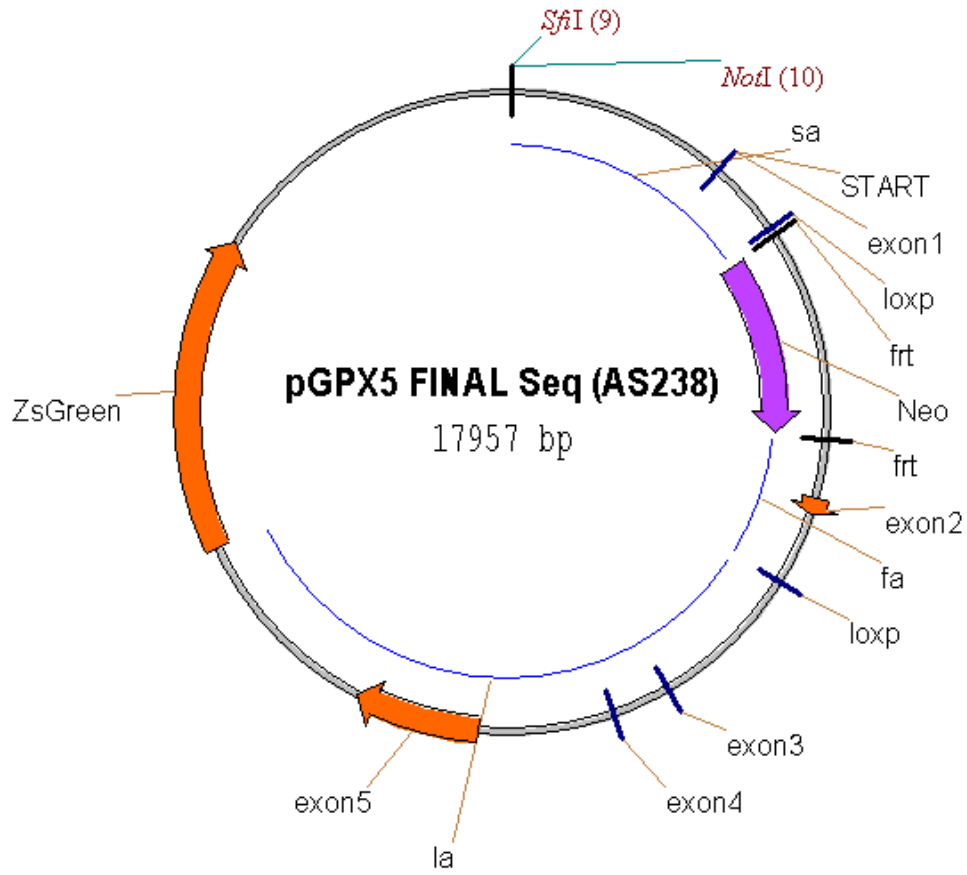 SfiI (9)
NotI (10)
sa
START
exon1
loxp
frt
Neo
frt
exon2
fa
loxp
exon3
exon4
la
exon5
ZsGreen
pGPX5 FINAL Seq (AS238)
17957 bp